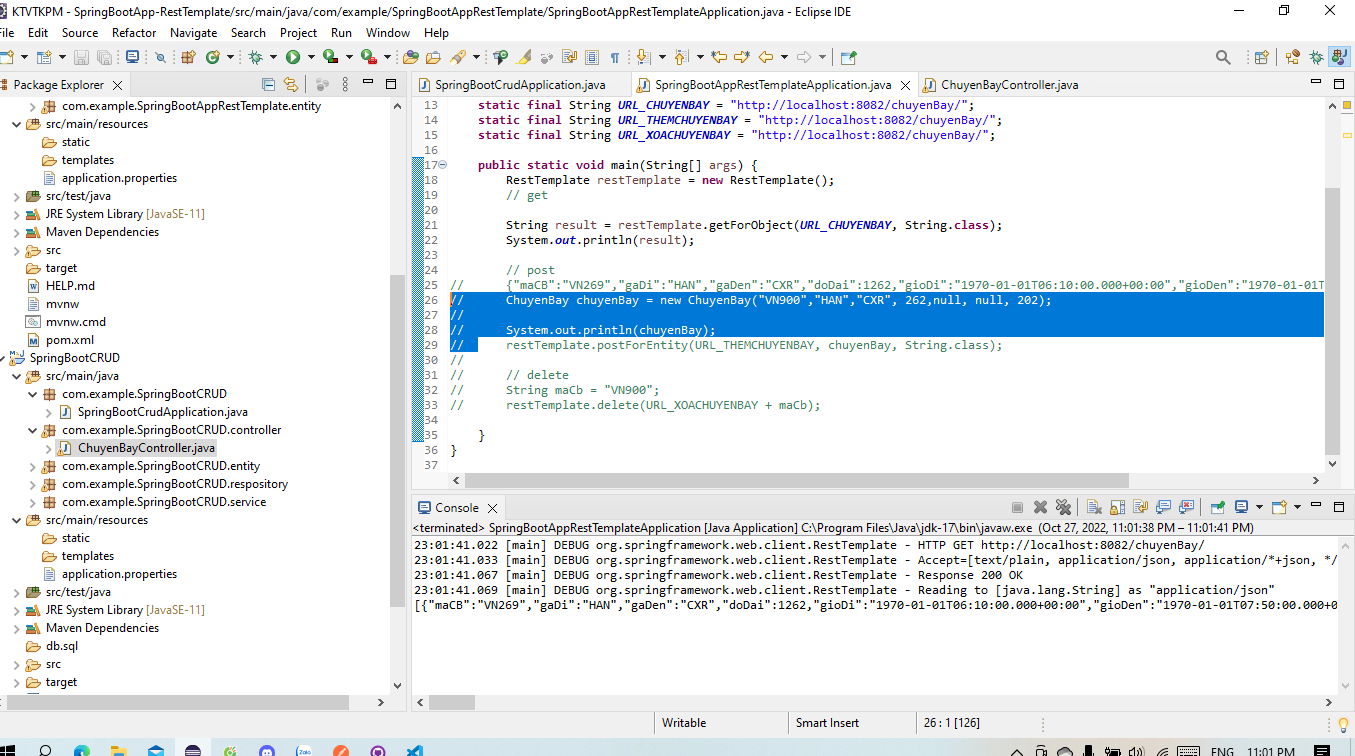 KTVTKPM - SpringBootApp-RestTemplate/src/main/java/com/example/SpringBootAppRestTemplate/SpringBootAppRestTemplateApplication.java - Eclipse IDE
File Edit Source Refactor Navigate Search Project Run Window Help
Package Explorer
com.example.SpringBootAppRestTemplate.entity
src/main/resources
static
templates
application.properties
src/test/java
JRE System Library [JavaSE-11]
Maven Dependencies
src
target
HELP.md
mvnw
mvnw.cmd
pom.xml
SpringBootCRUD
src/main/java
com.example.SpringBootCRUD
SpringBootCrudApplication.java
com.example.SpringBootCRUD.controller
ChuyenBayController.java
com.example.SpringBootCRUD.entity
com.example.SpringBootCRUD.respository
com.example.SpringBootCRUD.service
src/main/resources
static
templates
application.properties
src/test/java
JRE System Library [JavaSE-11]
Maven Dependencies
db.sql
src
target
SpringBootCrudApplication.java SpringBootAppRestTemplateApplication.java ChuyenBayController.java
13 static final String URL_CHUYENBAY = "http://localhost:8082/chuyenBay/";
14 static final String URL_THEMCHUYENBAY = "http://localhost:8082/chuyenBay/";
15 static final String URL_XOACHUYENBAY = "http://localhost:8082/chuyenBay/";
16
17 public static void main(String[] args) {
18 RestTemplate restTemplate = new RestTemplate();
19 // get
20
21 String result = restTemplate.getForObject(URL_CHUYENBAY, String.class);
22 System.out.println(result);
23
24 // post
25 // {"maCB":"VN269","gaDi":"HAN","gaDen":"CXR","doDai":1262,"gioDi":"1970-01-01T06:10:00.000+00:00","gioDen":"1970-01-01T
26 // ChuyenBay chuyenBay = new ChuyenBay("VN900","HAN","CXR", 262,null, null, 202);
27 //
28 // System.out.println(chuyenBay);
29 // restTemplate.postForEntity(URL_THEMCHUYENBAY, chuyenBay, String.class);
30 //
31 // // delete
32 // String maCb = "VN900";
33 // restTemplate.delete(URL_XOACHUYENBAY + maCb);
34
35 }
36 }
37
Console
<terminated> SpringBootAppRestTemplateApplication [Java Application] C:\Program Files\Java\jdk-17\bin\javaw.exe (Oct 27, 2022, 11:01:38 PM – 11:01:41 PM)
23:01:41.022 [main] DEBUG org.springframework.web.client.RestTemplate - HTTP GET http://localhost:8082/chuyenBay/
23:01:41.033 [main] DEBUG org.springframework.web.client.RestTemplate - Accept=[text/plain, application/json, application/*+json, */
23:01:41.067 [main] DEBUG org.springframework.web.client.RestTemplate - Response 200 OK
23:01:41.069 [main] DEBUG org.springframework.web.client.RestTemplate - Reading to [java.lang.String] as "application/json"
[{"maCB":"VN269","gaDi":"HAN","gaDen":"CXR","doDai":1262,"gioDi":"1970-01-01T06:10:00.000+00:00","gioDen":"1970-01-01T07:50:00.000+0
Writable Smart Insert 26 : 1 [126]
Zalo ENG 11:01 PM